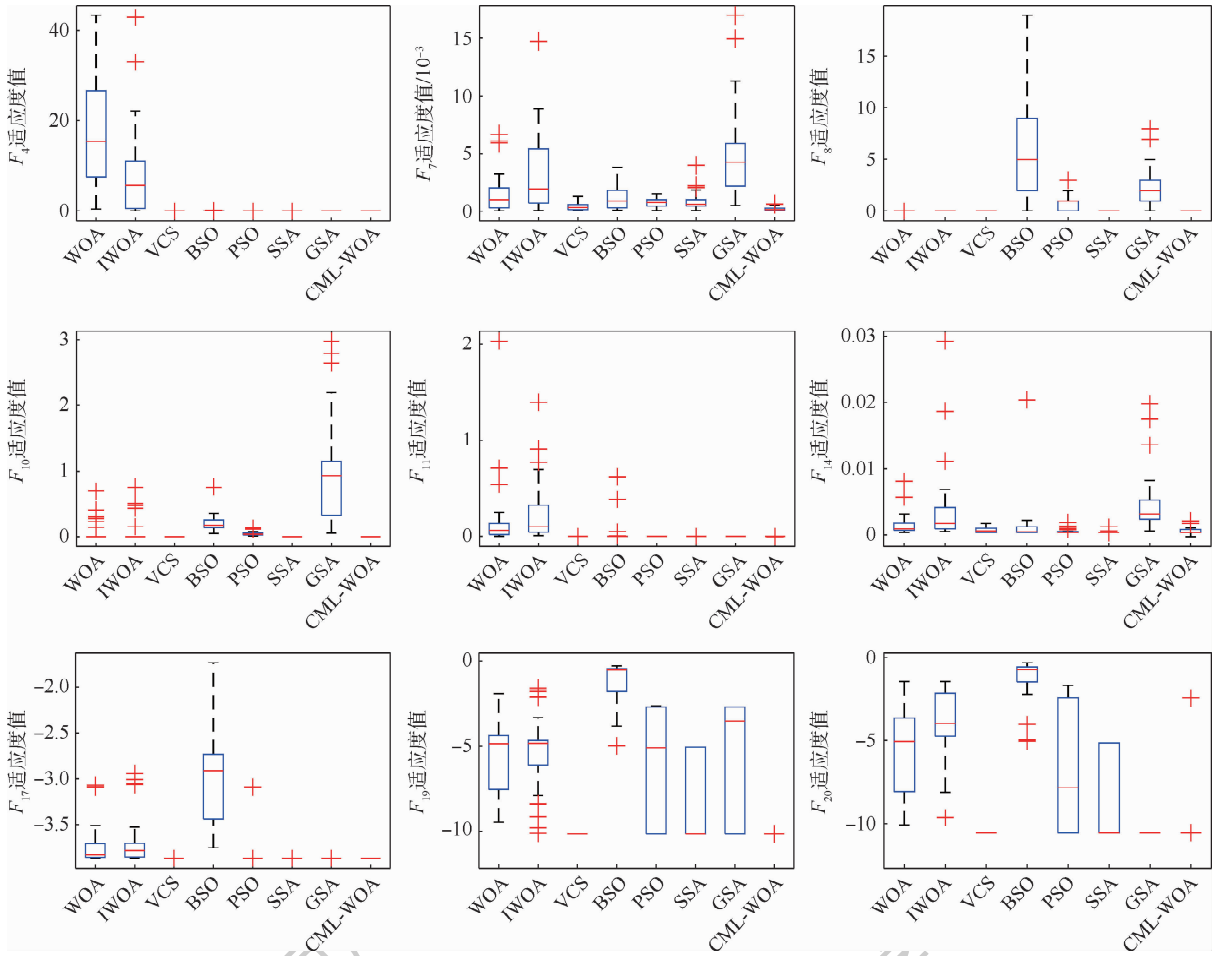 F4适应度值
40
20
0
WOA
IWOA
VCS
BSO
PSO
SSA
GSA
CML-WOA
F7适应度值/10⁻³
15
10
5
0
WOA
IWOA
VCS
BSO
PSO
SSA
GSA
CML-WOA
F8适应度值
15
10
5
0
WOA
IWOA
VCS
BSO
PSO
SSA
GSA
CML-WOA
F10适应度值
3
2
1
0
WOA
IWOA
VCS
BSO
PSO
SSA
GSA
CML-WOA
F11适应度值
2
1
0
WOA
IWOA
VCS
BSO
PSO
SSA
GSA
CML-WOA
F14适应度值
0.03
0.02
0.01
0
WOA
IWOA
VCS
BSO
PSO
SSA
GSA
CML-WOA
F17适应度值
−2.0
−2.5
−3.0
−3.5
WOA
IWOA
VCS
BSO
PSO
SSA
GSA
CML-WOA
F19适应度值
0
−5
−10
WOA
IWOA
VCS
BSO
PSO
SSA
GSA
CML-WOA
F20适应度值
0
−5
−10
WOA
IWOA
VCS
BSO
PSO
SSA
GSA
CML-WOA